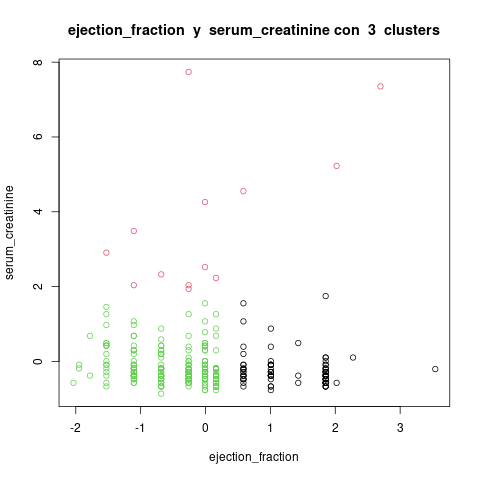 ejection_fraction y serum_creatinine con 3 clusters
8
6
4
2
0
serum_creatinine
-2 -1 0 1 2 3
ejection_fraction